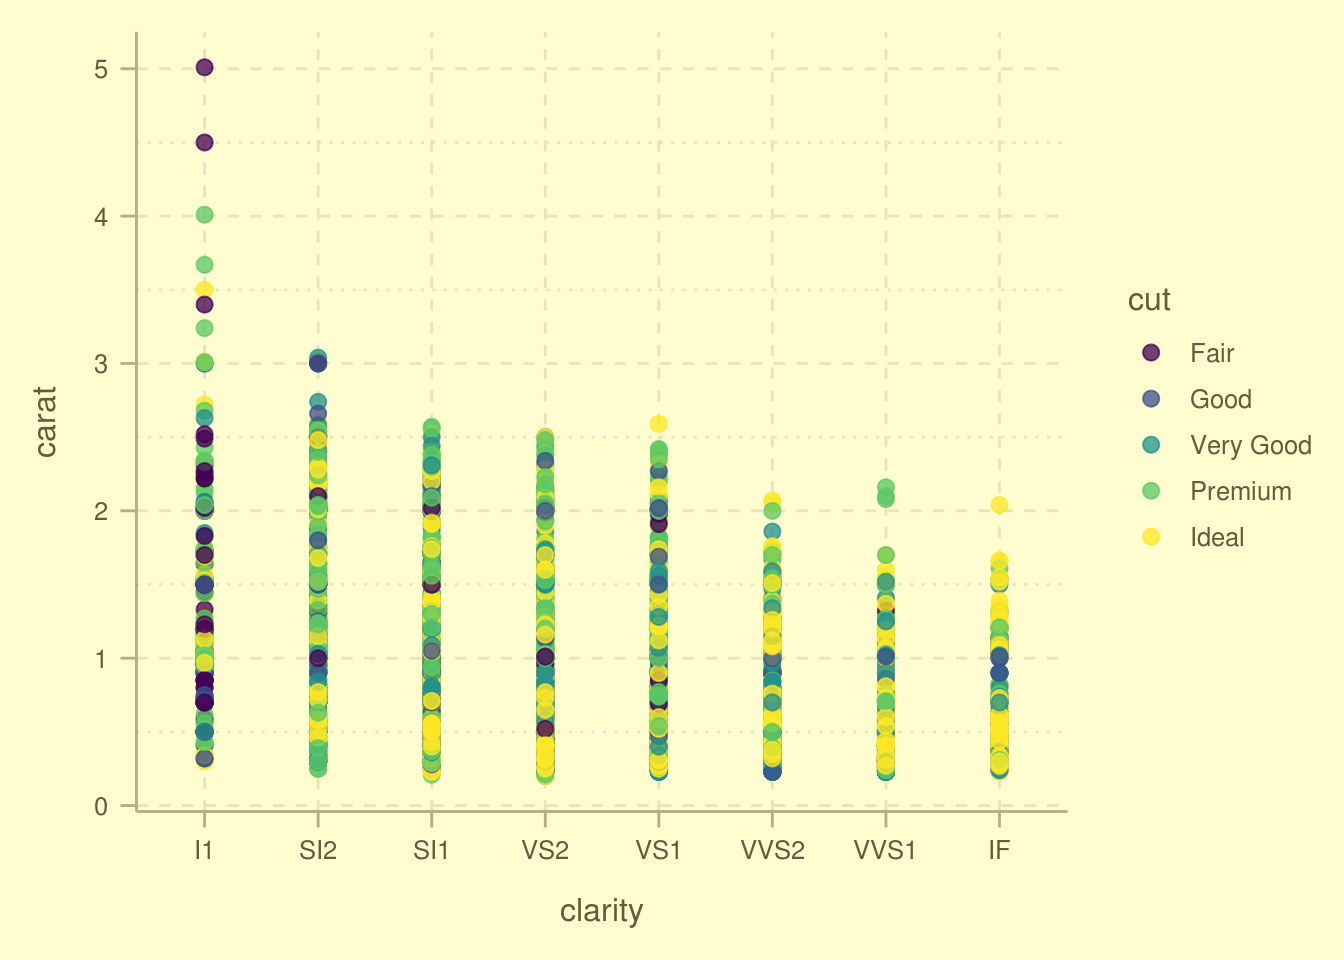 5
4
3
2
1
0
carat
I1 SI2 SI1 VS2 VS1 VVS2 VVS1 IF
clarity
cut
Fair
Good
Very Good
Premium
Ideal